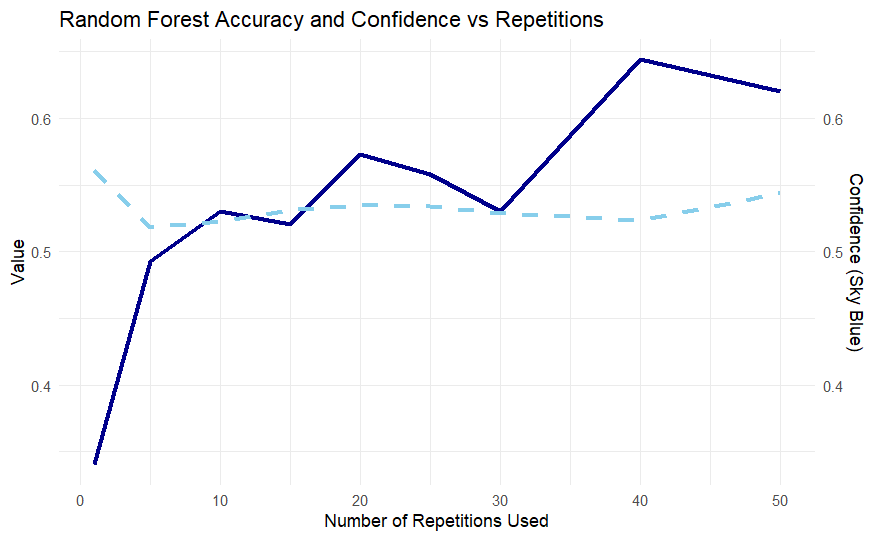 Random Forest Accuracy and Confidence vs Repetitions
0.6
0.5
0.4
Value
0.6
0.5
0.4
Confidence (Sky Blue)
0 10 20 30 40 50
Number of Repetitions Used